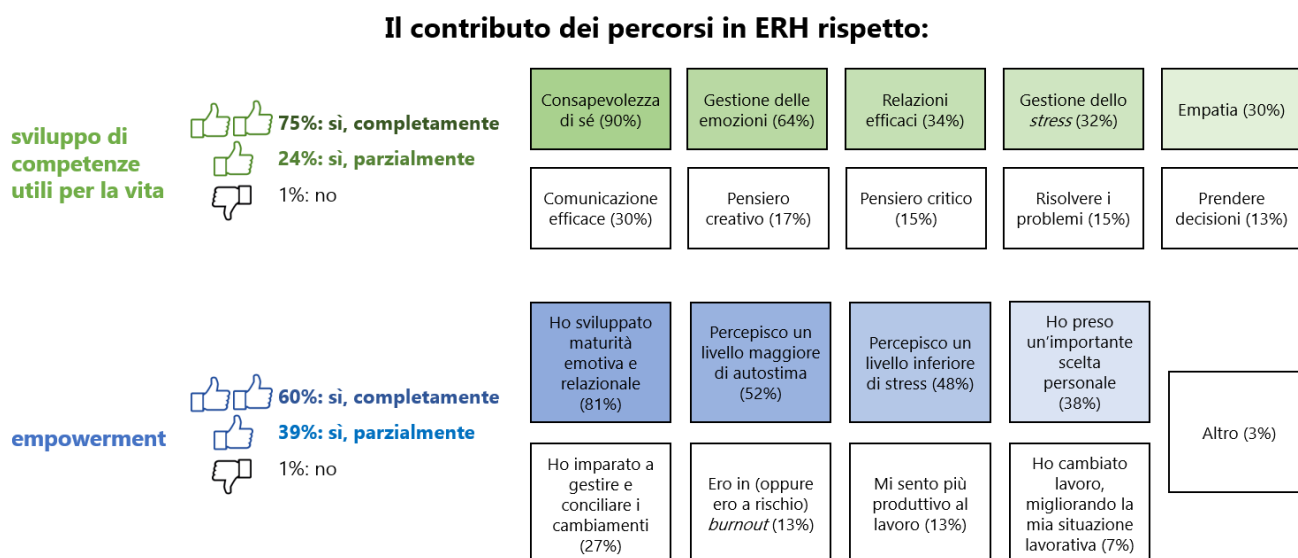 Il contributo dei percorsi in ERH rispetto:
sviluppo di
competenze
utili per la vita
75%: sì, completamente
24%: sì, parzialmente
1%: no
Consapevolezza
di sé (90%)
Gestione delle
emozioni (64%)
Relazioni
efficaci (34%)
Gestione dello
stress (32%)
Empatia (30%)
Comunicazione
efficace (30%)
Pensiero
creativo (17%)
Pensiero critico
(15%)
Risolvere i
problemi (15%)
Prendere
decisioni (13%)
empowerment
60%: sì, completamente
39%: sì, parzialmente
1%: no
Ho sviluppato
maturità
emotiva e
relazionale
(81%)
Percepisco un
livello maggiore
di autostima
(52%)
Percepisco un
livello inferiore
di stress (48%)
Ho preso
un'importante
scelta
personale
(38%)
Altro (3%)
Ho imparato a
gestire e
conciliare i
cambiamenti
(27%)
Ero in (oppure
ero a rischio)
burnout (13%)
Mi sento più
produttivo al
lavoro (13%)
Ho cambiato
lavoro,
migliorando la
mia situazione
lavorativa (7%)